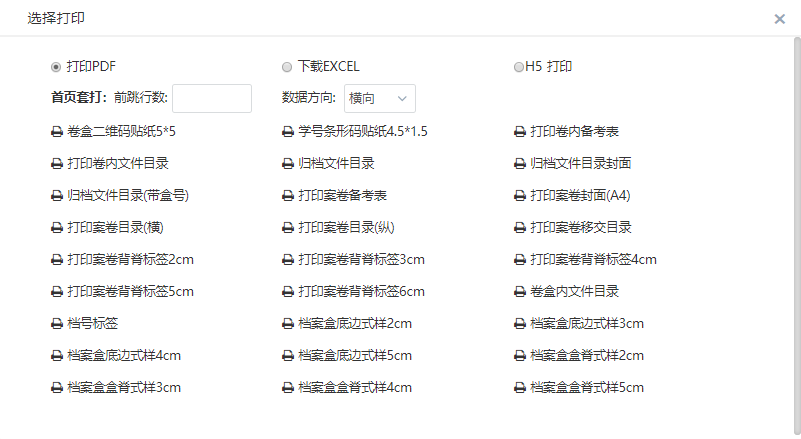 选择打印
打印PDF 下载EXCEL H5 打印
首页套打: 前跳行数: 数据方向: 横向
卷盒二维码贴纸5*5 学号条形码贴纸4.5*1.5 打印卷内备考表
打印卷内文件目录 归档文件目录 归档文件目录封面
归档文件目录(带盒号) 打印案卷备考表 打印案卷封面(A4)
打印案卷目录(横) 打印案卷目录(纵) 打印案卷移交目录
打印案卷背脊标签2cm 打印案卷背脊标签3cm 打印案卷背脊标签4cm
打印案卷背脊标签5cm 打印案卷背脊标签6cm 卷盒内文件目录
档号标签 档案盒底边式样2cm 档案盒底边式样3cm
档案盒底边式样4cm 档案盒底边式样5cm 档案盒盒脊式样2cm
档案盒盒脊式样3cm 档案盒盒脊式样4cm 档案盒盒脊式样5cm